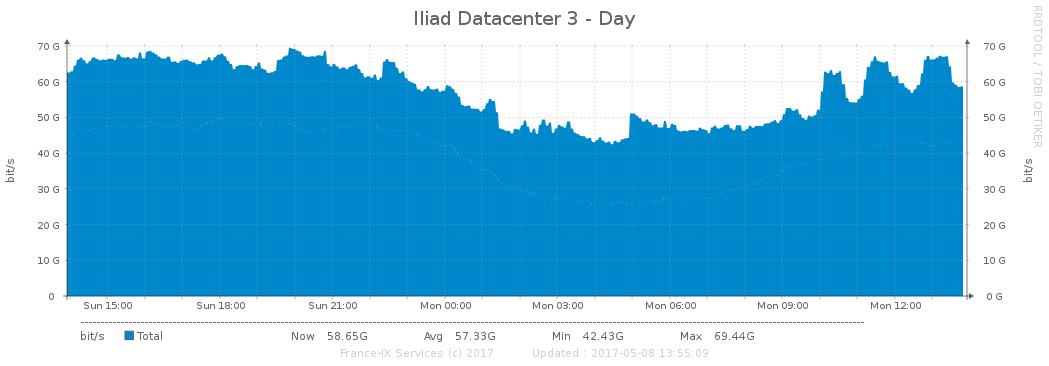 Iliad Datacenter 3 - Day
RRDTOOL / TOBI OETIKER
70 G 70 G
60 G 60 G
50 G 50 G
40 G 40 G
30 G 30 G
20 G 20 G
10 G 10 G
0 0 G
bit/s bit/s
Sun 15:00 Sun 18:00 Sun 21:00 Mon 00:00 Mon 03:00 Mon 06:00 Mon 09:00 Mon 12:00
bit/s Total Now 58.65G Avg 57.33G Min 42.43G Max 69.44G
France-IX Services (c) 2017 Updated : 2017-05-08 13:55:09